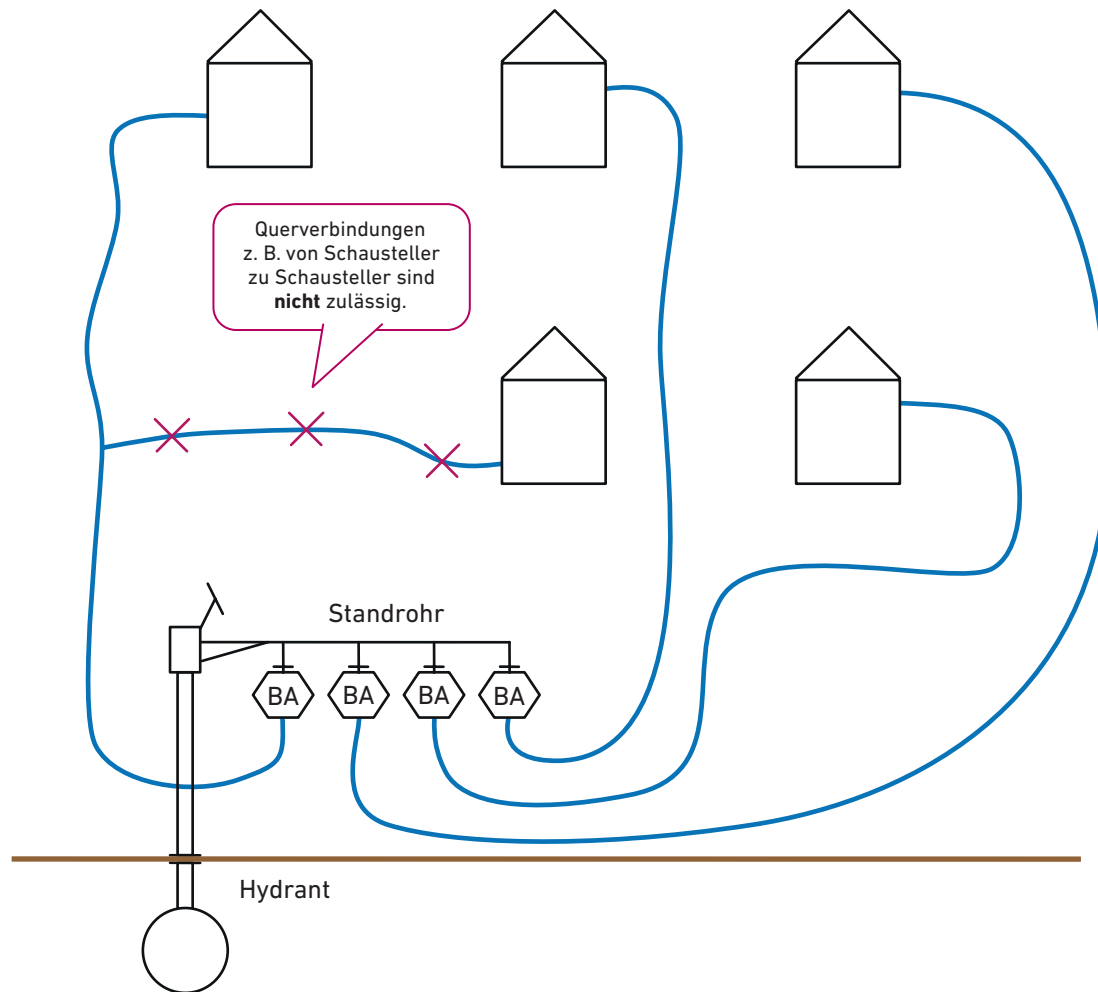 Querverbindungen
z. B. von Schausteller
zu Schausteller sind
nicht zulässig.
Standrohr
BA BA BA BA
Hydrant